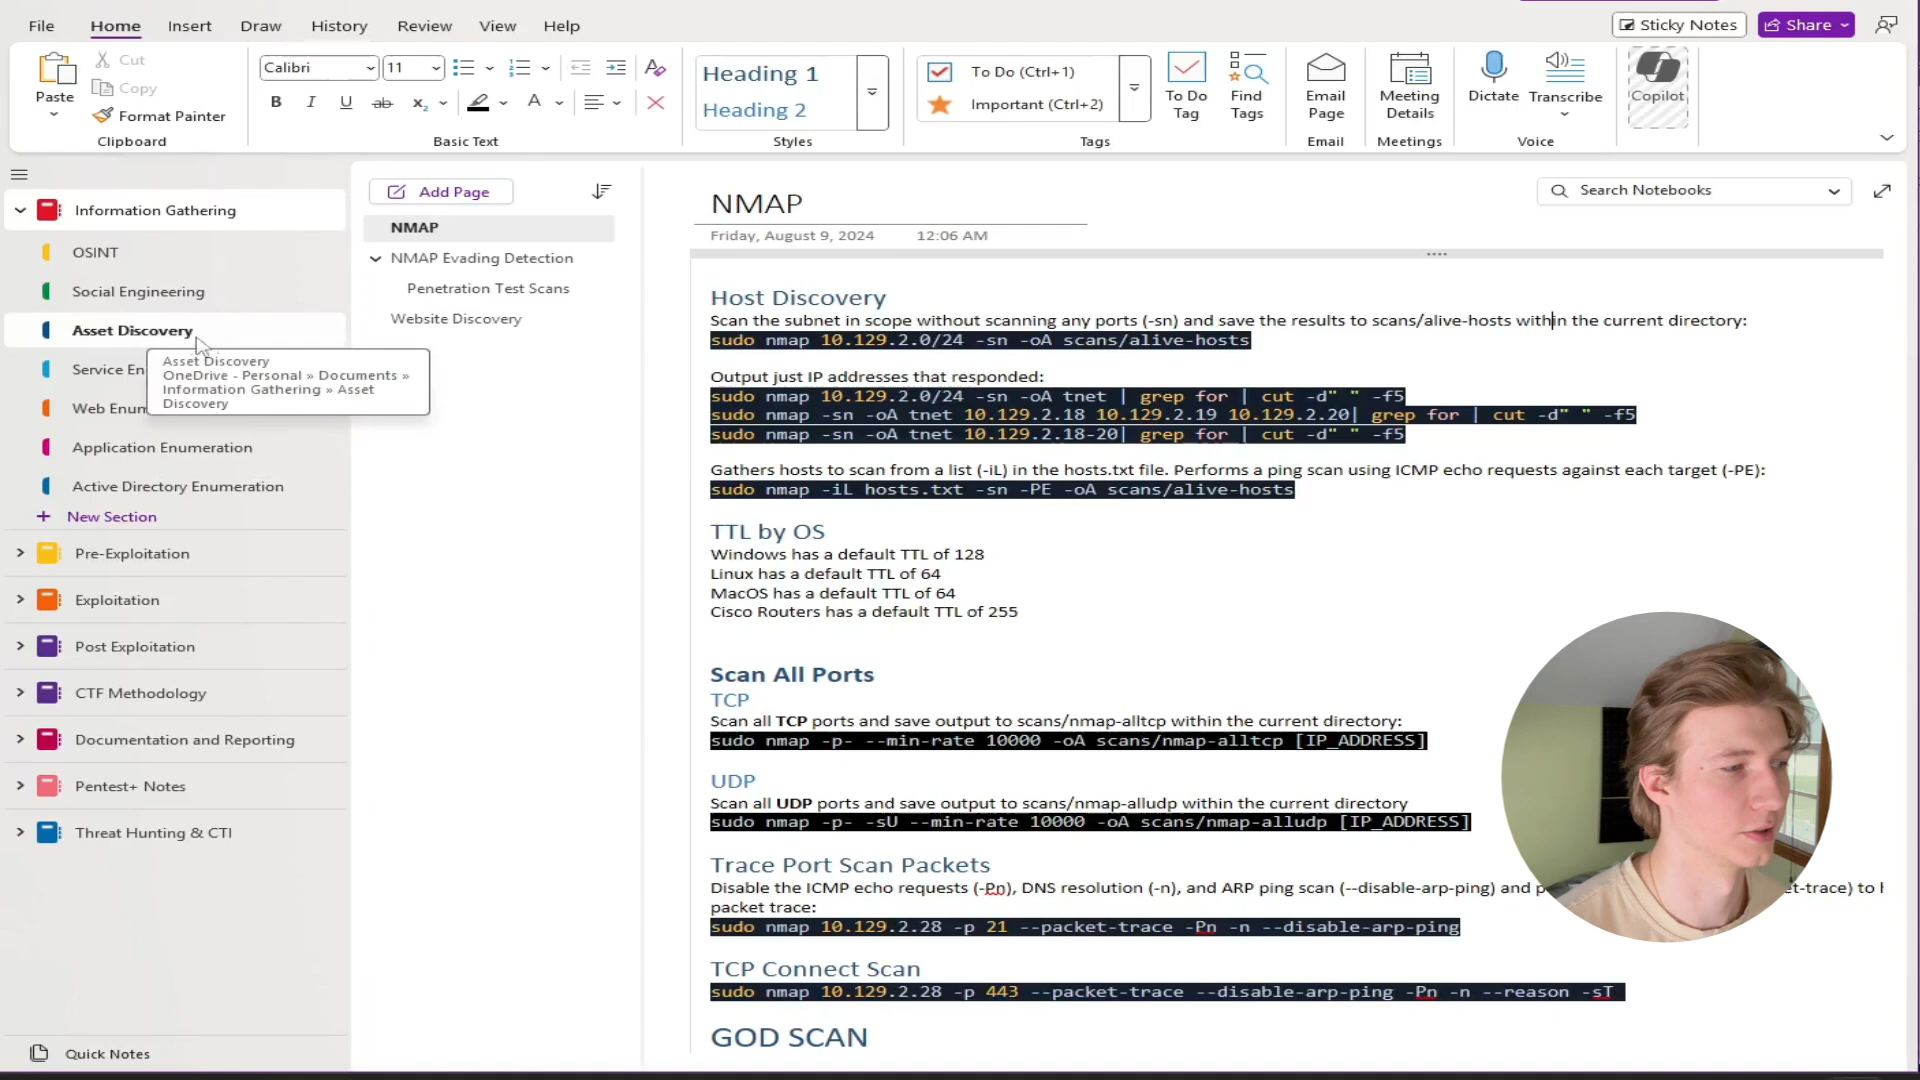 File Home Insert Draw History Review View Help
Sticky Notes Share
Paste
Cut
Copy
Format Painter
Clipboard
Calibri 11
B I U ab x₂ A A
Basic Text
Heading 1
Heading 2
Styles
To Do (Ctrl+1)
Important (Ctrl+2)
To Do Tag
Find Tags
Tags
Email Page
Email
Meeting Details
Meetings
Dictate Transcribe
Voice
Copilot
Information Gathering
OSINT
Social Engineering
Asset Discovery
Service En
Web Enum
Asset Discovery
OneDrive - Personal » Documents »
Information Gathering » Asset
Discovery
Application Enumeration
Active Directory Enumeration
+ New Section
Pre-Exploitation
Exploitation
Post Exploitation
CTF Methodology
Documentation and Reporting
Pentest+ Notes
Threat Hunting & CTI
Quick Notes
Add Page
NMAP
NMAP Evading Detection
Penetration Test Scans
Website Discovery
Search Notebooks
NMAP
Friday, August 9, 2024 12:06 AM
Host Discovery
Scan the subnet in scope without scanning any ports (-sn) and save the results to scans/alive-hosts within the current directory:
sudo nmap 10.129.2.0/24 -sn -oA scans/alive-hosts
Output just IP addresses that responded:
sudo nmap 10.129.2.0/24 -sn -oA tnet | grep for | cut -d" " -f5
sudo nmap -sn -oA tnet 10.129.2.18 10.129.2.19 10.129.2.20| grep for | cut -d" " -f5
sudo nmap -sn -oA tnet 10.129.2.18-20| grep for | cut -d" " -f5
Gathers hosts to scan from a list (-iL) in the hosts.txt file. Performs a ping scan using ICMP echo requests against each target (-PE):
sudo nmap -iL hosts.txt -sn -PE -oA scans/alive-hosts
TTL by OS
Windows has a default TTL of 128
Linux has a default TTL of 64
MacOS has a default TTL of 64
Cisco Routers has a default TTL of 255
Scan All Ports
TCP
Scan all TCP ports and save output to scans/nmap-alltcp within the current directory:
sudo nmap -p- --min-rate 10000 -oA scans/nmap-alltcp [IP_ADDRESS]
UDP
Scan all UDP ports and save output to scans/nmap-alludp within the current directory
sudo nmap -p- -sU --min-rate 10000 -oA scans/nmap-alludp [IP_ADDRESS]
Trace Port Scan Packets
Disable the ICMP echo requests (-Pn), DNS resolution (-n), and ARP ping scan (--disable-arp-ping) and p et-trace) to
packet trace:
sudo nmap 10.129.2.28 -p 21 --packet-trace -Pn -n --disable-arp-ping
TCP Connect Scan
sudo nmap 10.129.2.28 -p 443 --packet-trace --disable-arp-ping -Pn -n --reason -sT
GOD SCAN